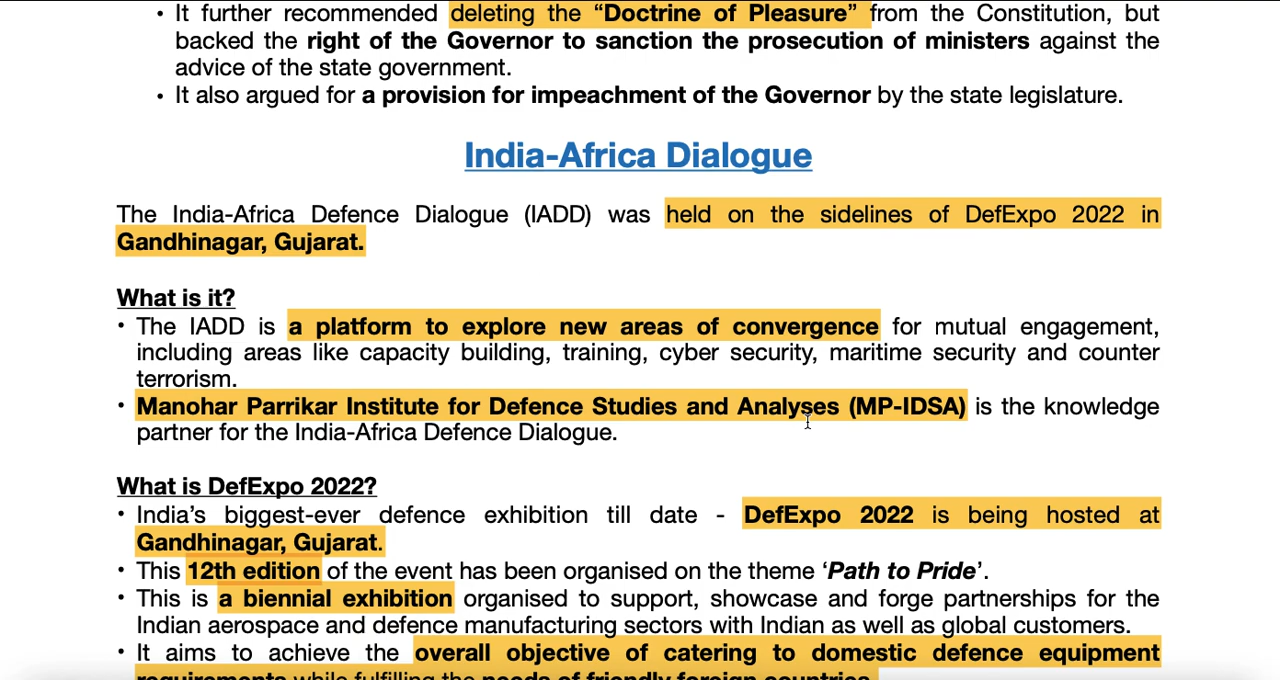 • It further recommended deleting the “Doctrine of Pleasure” from the Constitution, but
backed the right of the Governor to sanction the prosecution of ministers against the
advice of the state government.
• It also argued for a provision for impeachment of the Governor by the state legislature.
India-Africa Dialogue
The India-Africa Defence Dialogue (IADD) was held on the sidelines of DefExpo 2022 in
Gandhinagar, Gujarat.
What is it?
• The IADD is a platform to explore new areas of convergence for mutual engagement,
including areas like capacity building, training, cyber security, maritime security and counter
terrorism.
• Manohar Parrikar Institute for Defence Studies and Analyses (MP-IDSA) is the knowledge
partner for the India-Africa Defence Dialogue.
What is DefExpo 2022?
• India’s biggest-ever defence exhibition till date - DefExpo 2022 is being hosted at
Gandhinagar, Gujarat.
• This 12th edition of the event has been organised on the theme ‘Path to Pride’.
• This is a biennial exhibition organised to support, showcase and forge partnerships for the
Indian aerospace and defence manufacturing sectors with Indian as well as global customers.
• It aims to achieve the overall objective of catering to domestic defence equipment
requirements while fulfilling the needs of friendly foreign countries.